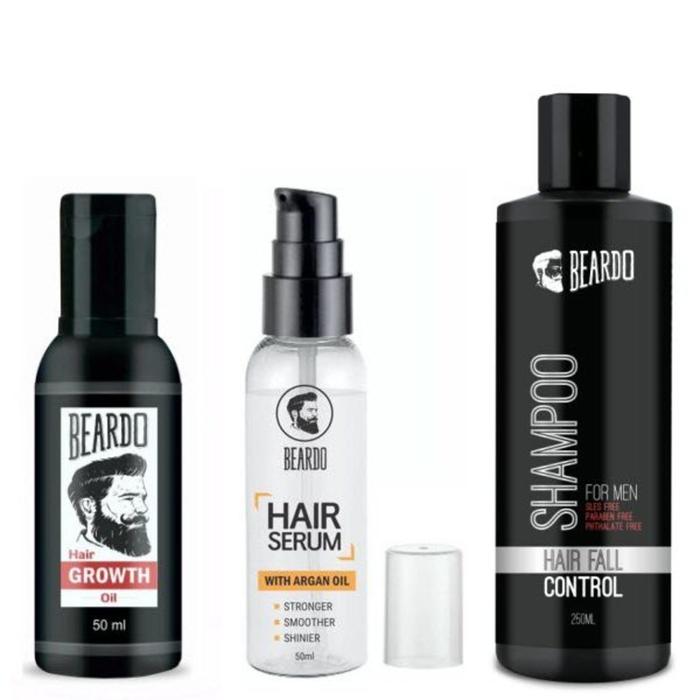 BEARDO
Hair
GROWTH
Oil
50 ml
BEARDO
HAIR
SERUM
WITH ARGAN OIL
STRONGER
SMOOTHER
SHINIER
50ml
BEARDO
SHAMPOO
FOR MEN
SLES FREE
PARABEN FREE
PHTHALATE FREE
HAIR FALL
CONTROL
250ML